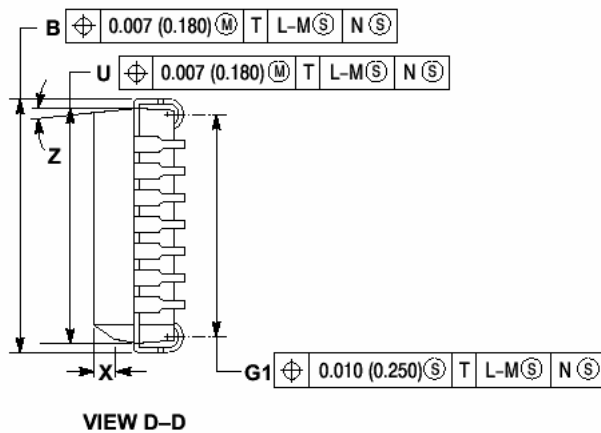 B ⌖ 0.007 (0.180) Ⓜ T L–M Ⓢ N Ⓢ
U ⌖ 0.007 (0.180) Ⓜ T L–M Ⓢ N Ⓢ
Z
X
G1 ⌖ 0.010 (0.250) Ⓢ T L–M Ⓢ N Ⓢ
VIEW D–D